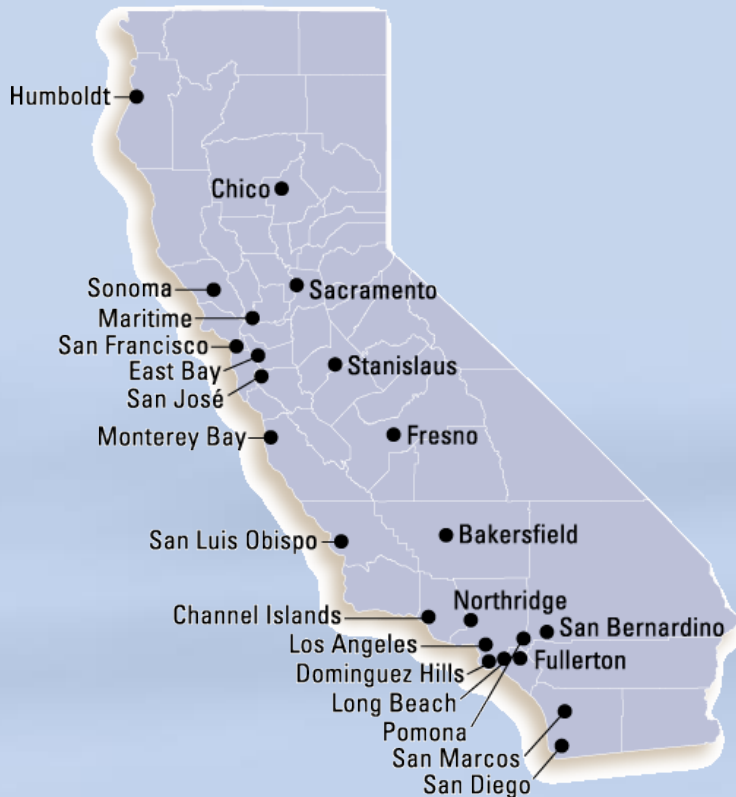 Humboldt
Chico
Sonoma
Sacramento
Maritime
San Francisco
East Bay
Stanislaus
San José
Monterey Bay
Fresno
San Luis Obispo
Bakersfield
Northridge
Channel Islands
San Bernardino
Los Angeles
Fullerton
Dominguez Hills
Long Beach
Pomona
San Marcos
San Diego